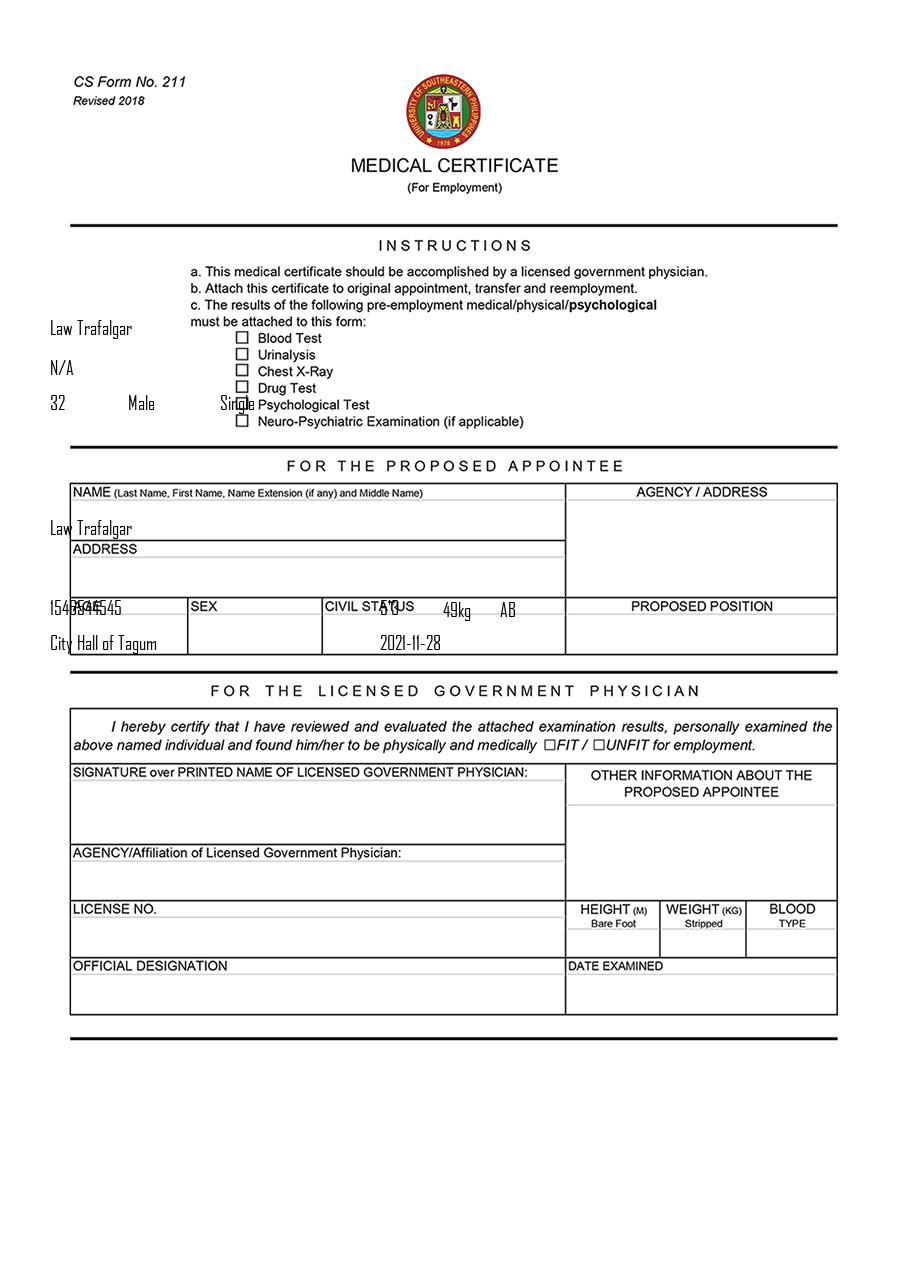 CS Form No. 211
Revised 2018
UNIVERSITY OF SOUTHEASTERN PHILIPPINES
1978
MEDICAL CERTIFICATE
(For Employment)
INSTRUCTIONS
a. This medical certificate should be accomplished by a licensed government physician.
b. Attach this certificate to original appointment, transfer and reemployment.
c. The results of the following pre-employment medical/physical/psychological
must be attached to this form:
Law Trafalgar
Blood Test
Urinalysis
N/A
Chest X-Ray
Drug Test
32 Male Single
Psychological Test
Neuro-Psychiatric Examination (if applicable)
FOR THE PROPOSED APPOINTEE
NAME (Last Name, First Name, Name Extension (if any) and Middle Name) AGENCY / ADDRESS
Law Trafalgar
ADDRESS
AGE SEX CIVIL STATUS PROPOSED POSITION
49kg AB
City Hall of Tagum 2021-11-28
FOR THE LICENSED GOVERNMENT PHYSICIAN
I hereby certify that I have reviewed and evaluated the attached examination results, personally examined the
above named individual and found him/her to be physically and medically ☐FIT / ☐UNFIT for employment.
SIGNATURE over PRINTED NAME OF LICENSED GOVERNMENT PHYSICIAN: OTHER INFORMATION ABOUT THE
PROPOSED APPOINTEE
AGENCY/Affiliation of Licensed Government Physician:
LICENSE NO. HEIGHT (M) WEIGHT (KG) BLOOD
Bare Foot Stripped TYPE
OFFICIAL DESIGNATION DATE EXAMINED